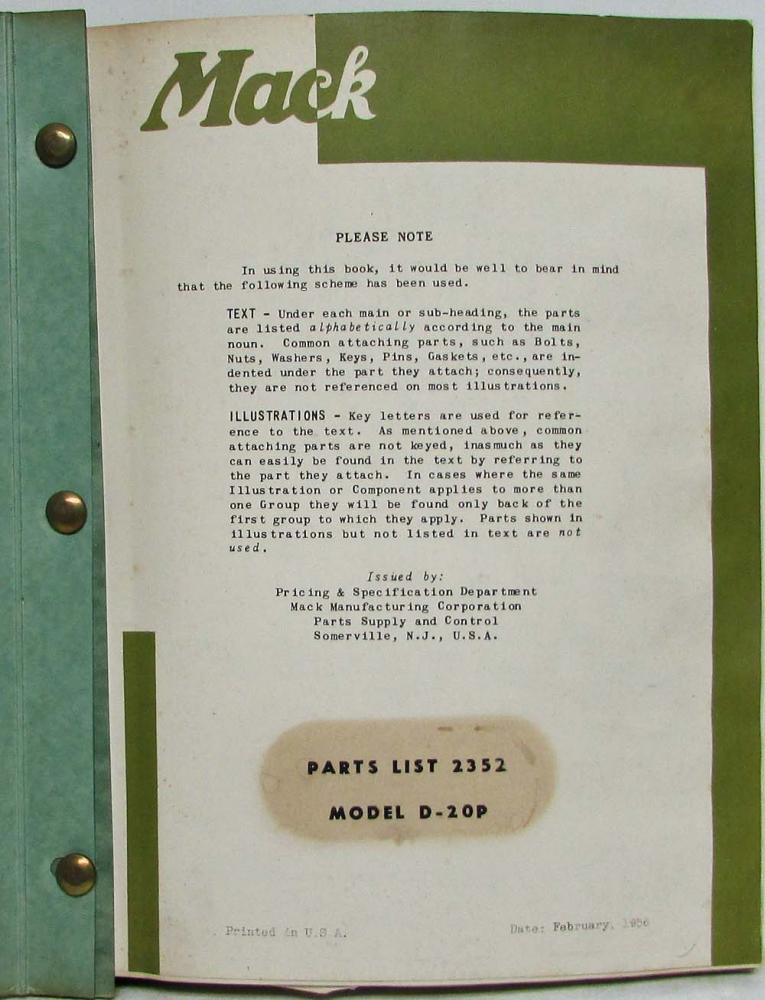 Mack
PLEASE NOTE
In using this book, it would be well to bear in mind
that the following scheme has been used.
TEXT - Under each main or sub-heading, the parts
are listed alphabetically according to the main
noun. Common attaching parts, such as Bolts,
Nuts, Washers, Keys, Pins, Gaskets, etc., are in-
dented under the part they attach; consequently,
they are not referenced on most illustrations.
ILLUSTRATIONS - Key letters are used for refer-
ence to the text. As mentioned above, common
attaching parts are not keyed, inasmuch as they
can easily be found in the text by referring to
the part they attach. In cases where the same
Illustration or Component applies to more than
one Group they will be found only back of the
first group to which they apply. Parts shown in
illustrations but not listed in text are not
used.
Issued by:
Pricing & Specification Department
Mack Manufacturing Corporation
Parts Supply and Control
Somerville, N.J., U.S.A.
PARTS LIST 2352
MODEL D-20P
Printed in U.S.A.
Date: February, 1956